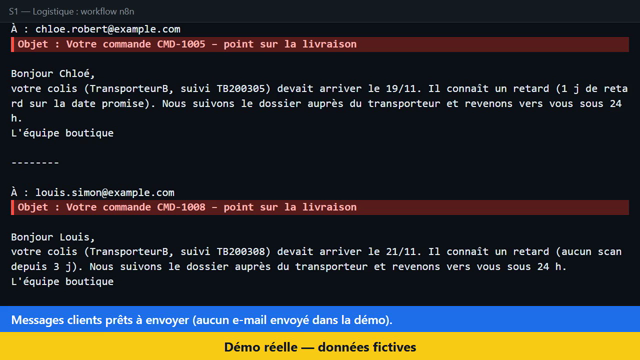 S1 — Logistique : workflow n8n
À : chloe.robert@example.com
Objet : Votre commande CMD-1005 – point sur la livraison
Bonjour Chloé,
votre colis (TransporteurB, suivi TB200305) devait arriver le 19/11. Il connaît un retard (1 j de reta
rd sur la date promise). Nous suivons le dossier auprès du transporteur et revenons vers vous sous 24
h.
L'équipe boutique
--------
À : louis.simon@example.com
Objet : Votre commande CMD-1008 – point sur la livraison
Bonjour Louis,
votre colis (TransporteurB, suivi TB200308) devait arriver le 21/11. Il connaît un retard (aucun scan
depuis 3 j). Nous suivons le dossier auprès du transporteur et revenons vers vous sous 24 h.
L'équipe boutique
Messages clients prêts à envoyer (aucun e-mail envoyé dans la démo).
Démo réelle — données fictives